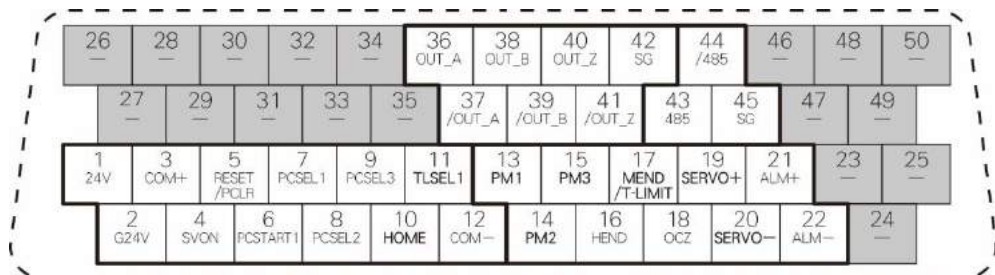 26 28 30 32 34 36 38 40 42 44 46 48 50
— — — — — OUT_A OUT_B OUT_Z SG /485 — — —
27 29 31 33 35 37 39 41 43 45 47 49
— — — — — /OUT_A /OUT_B /OUT_Z 485 SG — —
1 3 5 7 9 11 13 15 17 19 21 23 25
24V COM+ RESET PCSEL1 PCSEL3 TLSEL1 PM1 PM3 MEND SERVO+ ALM+ — —
/PCLR /T-LIMIT
2 4 6 8 10 12 14 16 18 20 22 24
G24V SVON PCSTART1 PCSEL2 HOME COM− PM2 HEND OCZ SERVO− ALM− —